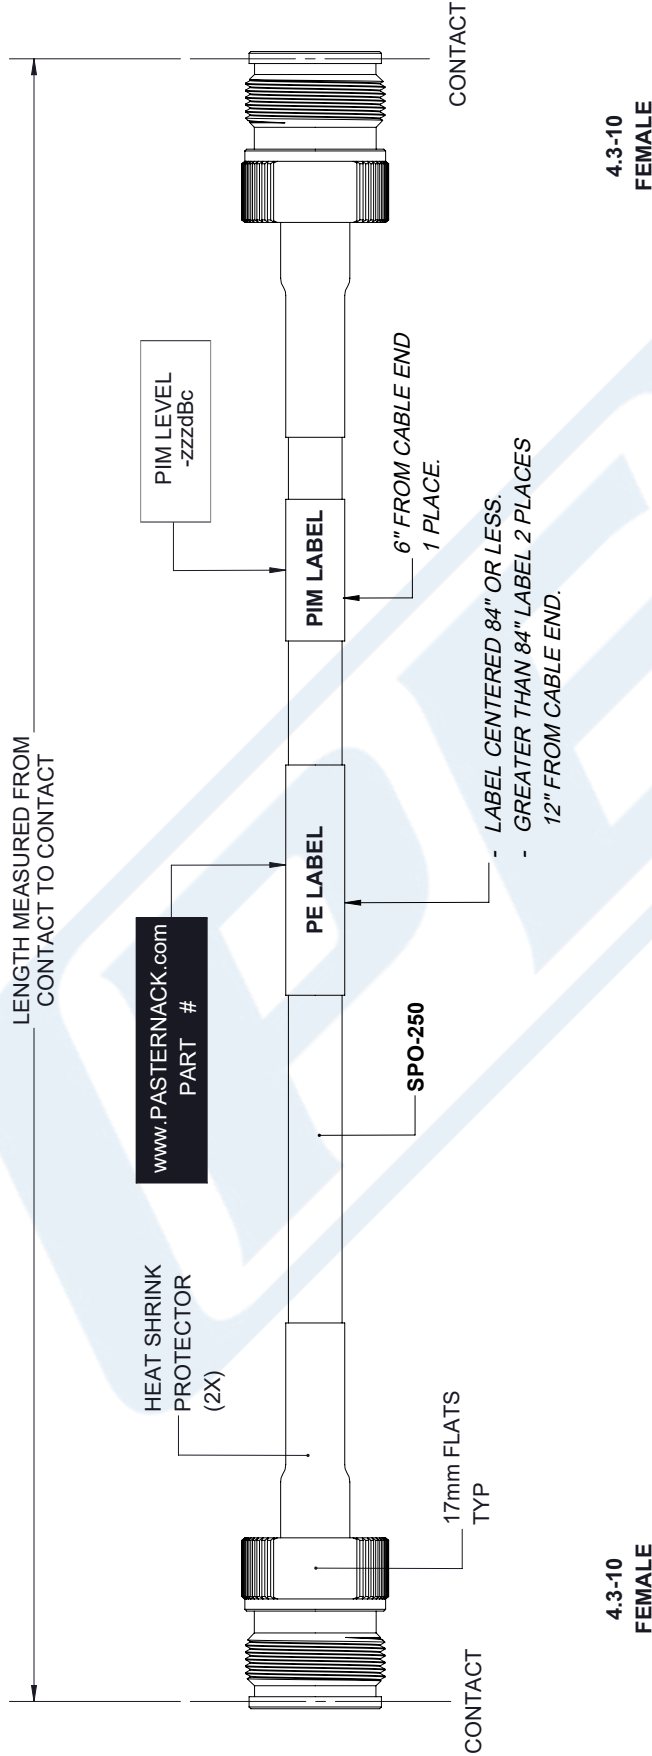 LENGTH MEASURED FROM
CONTACT TO CONTACT
HEAT SHRINK
PROTECTOR
(2X)
www.PASTERNACK.com
PART #
PIM LEVEL
-zzzdBc
PE LABEL
PIM LABEL
CONTACT
17mm FLATS
TYP
SPO-250
- LABEL CENTERED 84" OR LESS.
- GREATER THAN 84" LABEL 2 PLACES
12" FROM CABLE END.
6" FROM CABLE END
1 PLACE.
CONTACT
4.3-10
FEMALE
4.3-10
FEMALE
PE